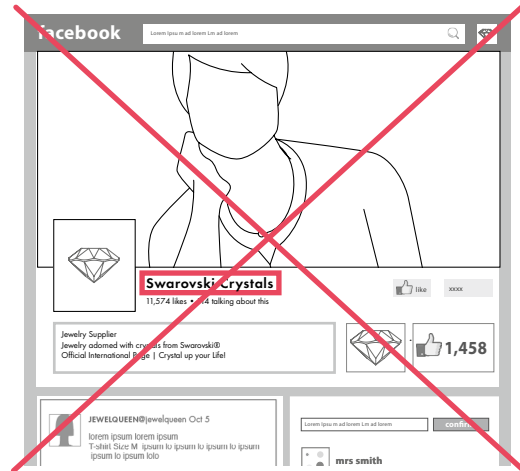 facebook
Lorem Ipsu m ad lorem Lm ad lorem
Swarovski Crystals
11,574 likes • talking about this
like
xxxx
Jewelry Supplier
Jewelry adorned with crystals from Swarovski®
Official International Page | Crystal up your Life!
1,458
JEWELQUEEN@jewelqueen Oct 5
lorem ipsum lorem ipsum
T-shirt Size M ipsum lo ipsum lo ipsum lo ipsum
ipsum lo ipsum lolo
Lorem Ipsu m ad lorem Lm ad lorem
mrs smith